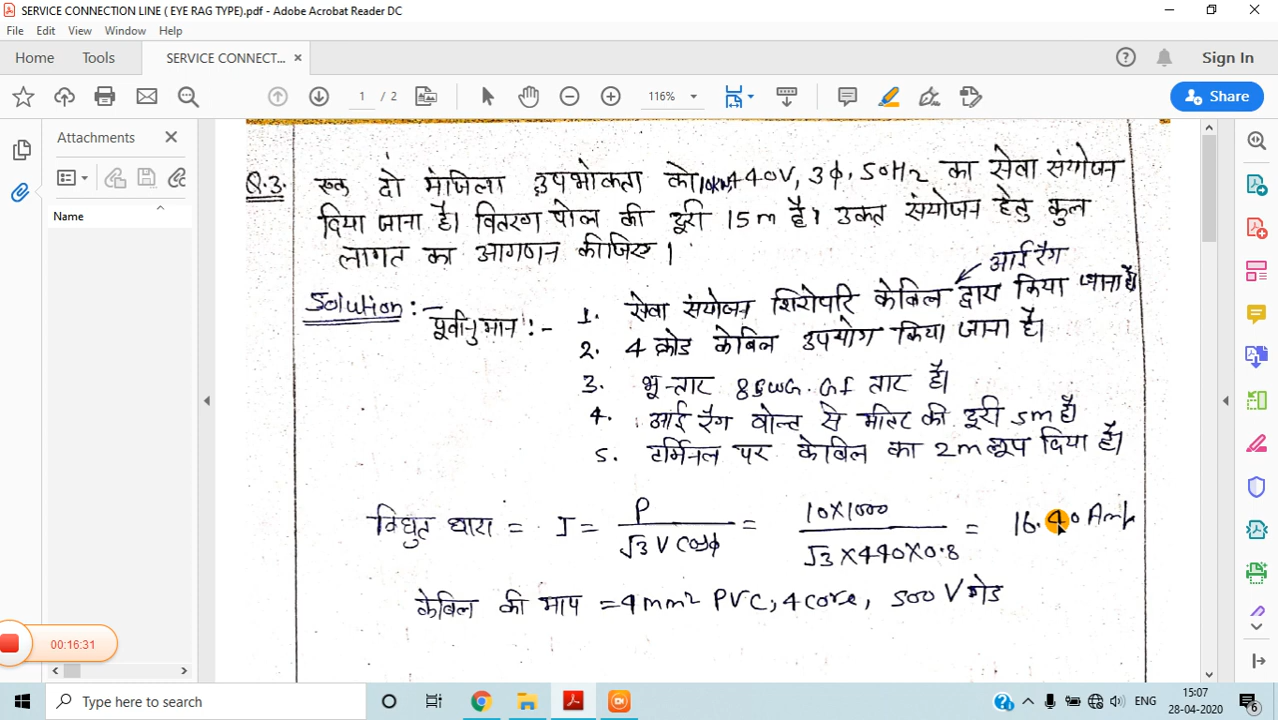 SERVICE CONNECTION LINE ( EYE RAG TYPE).pdf - Adobe Acrobat Reader DC
File Edit View Window Help
Home Tools SERVICE CONNECT... × Sign In
1 / 2 116% Share
Attachments
Name
Q.3. एक दो मंजिला उपभोक्ता को 10kW, 440V, 3ϕ, 50Hz का सेवा संयोजन
दिया जाना है। वितरण पोल की दूरी 15m है। उक्त संयोजन हेतु कुल
लागत का आगणन कीजिए।
आई रैग
Solution :- पूर्वानुमान :- 1. सेवा संयोजन शिरोपरि केबिल द्वारा किया जाना है
2. 4 क्रोड केबिल उपयोग किया जाना है।
3. भू-तार 8SWG. GI तार है।
4. आई रैग वोल्ट से मीटर की दूरी 5m है।
5. टर्मिनल पर केबिल का 2m लूप दिया है।
विद्युत धारा = I = P / √3 V Cosϕ = 10×1000 / √3×440×0.8 = 16.40 Amp
केबिल की माप = 4mm² PVC, 4 Core, 500 V ग्रेड
00:16:31
Type here to search
ENG 15:07
28-04-2020
6